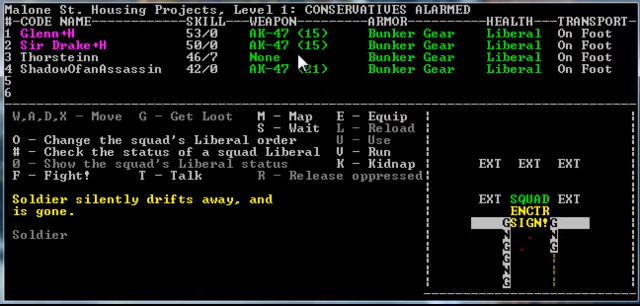 Malone St. Housing Projects, Level 1: CONSERVATIVES ALARMED
#-CODE NAME SKILL WEAPON ARMOR HEALTH TRANSPORT
1 Glenn+H 53/0 AK-47 (15) Bunker Gear Liberal On Foot
2 Sir Drake+H 50/0 AK-47 (15) Bunker Gear Liberal On Foot
3 Thorsteinn 46/7 None Bunker Gear Liberal On Foot
4 ShadowOfanAssassin 42/0 AK-47 (21) Bunker Gear Liberal On Foot
5
6
W,A,D,X - Move G - Get Loot M - Map E - Equip
S - Wait L - Reload
O - Change the squad's Liberal order U - Use
# - Check the status of a squad Liberal V - Run
0 - Show the squad's Liberal status K - Kidnap
F - Fight! T - Talk R - Release oppressed
EXT EXT EXT
Soldier silently drifts away, and
is gone.
EXT SQUAD EXT
ENCTR
GSIGN!G
Soldier
N N
G G
N
G